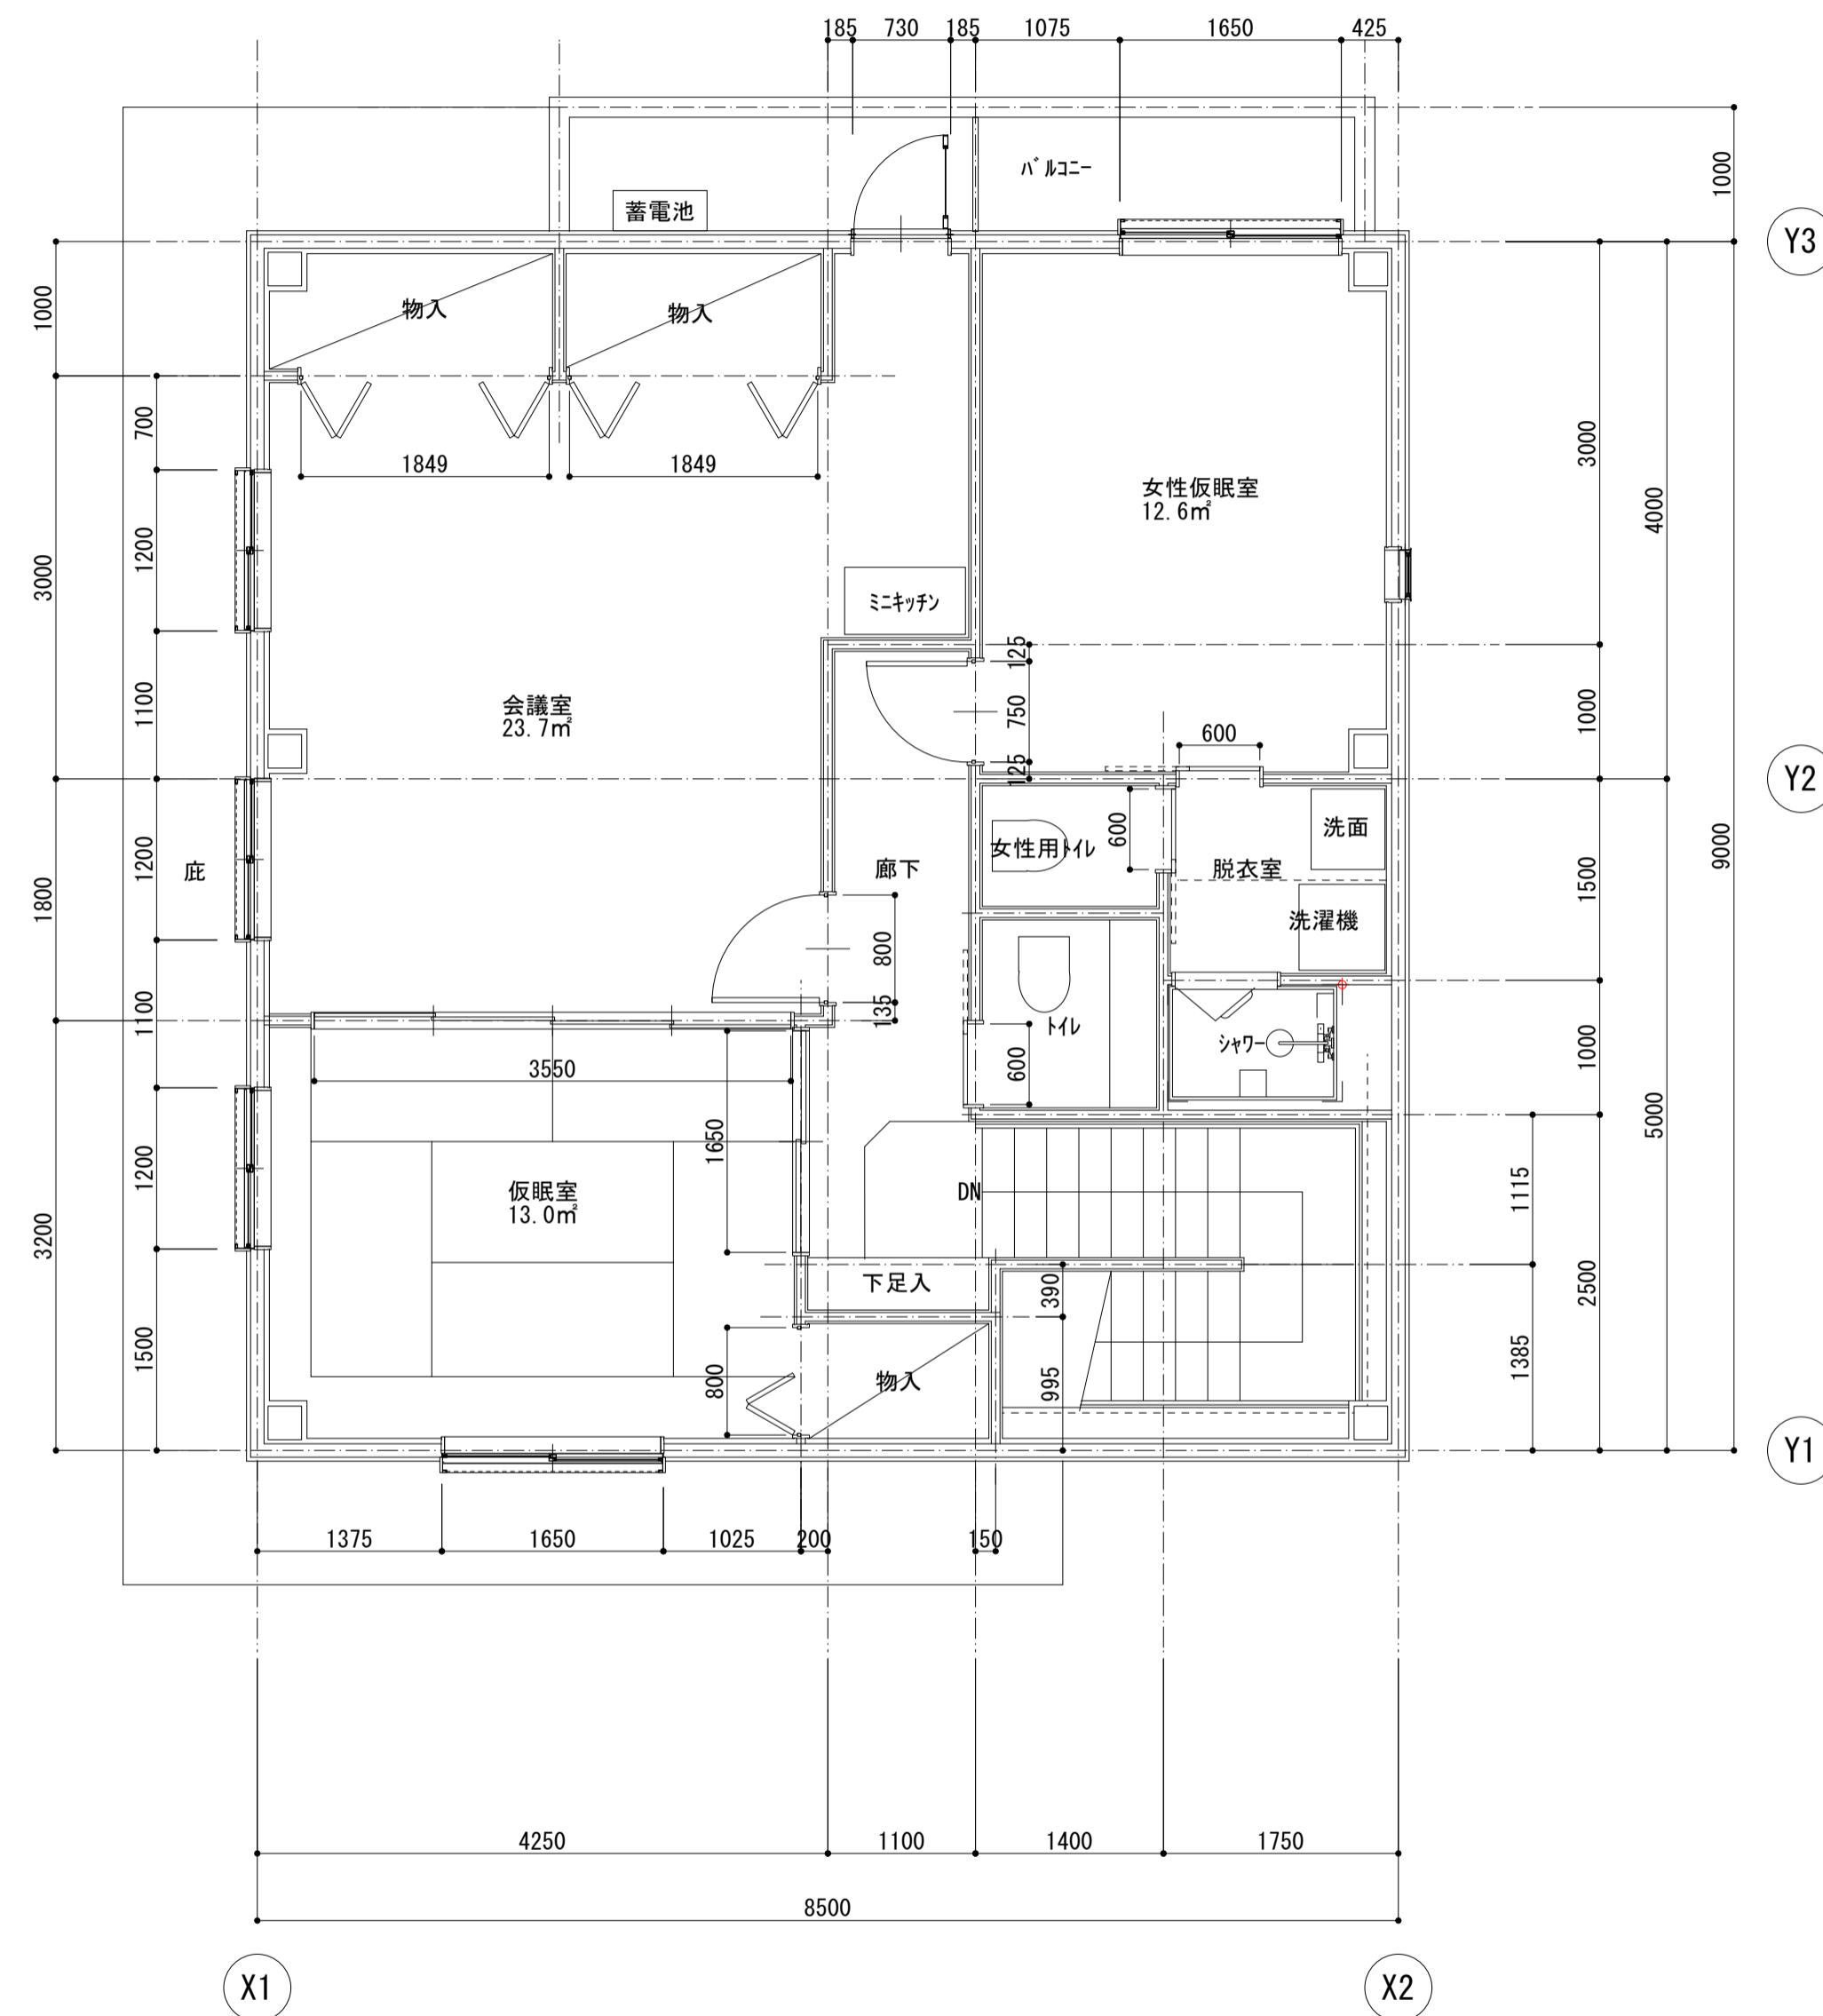 185 730 185 1075 1650 425
バルコニー
1000
Y3
蓄電池
物入
物入
1000
700
1849
1849
女性仮眠室
12.6㎡
3000
4000
3000
1200
ミニキッチン
125
750
125
1100
会議室
23.7㎡
600
1000
Y2
女性用トイレ
600
洗面
脱衣室
廊下
洗濯機
庇
1200
1800
1500
9000
800
135
1100
トイレ
600
シャワー
1000
3550
1650
5000
仮眠室
13.0㎡
DN
1115
1200
3200
下足入
390
2500
1500
物入
800
995
1385
Y1
1375 1650 1025 200 150
4250 1100 1400 1750
8500
X1 X2